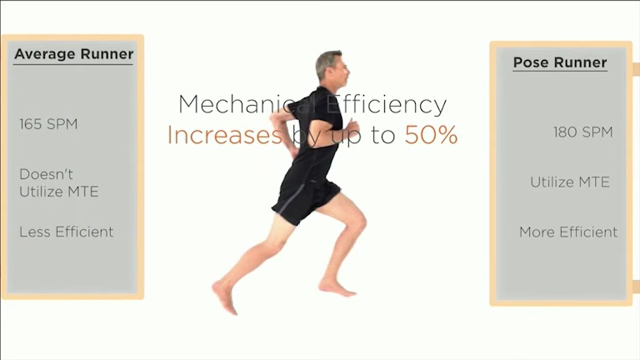 Average Runner
165 SPM
Doesn't
Utilize MTE
Less Efficient
Mechanical Efficiency
Increases by up to 50%
Pose Runner
180 SPM
Utilize MTE
More Efficient